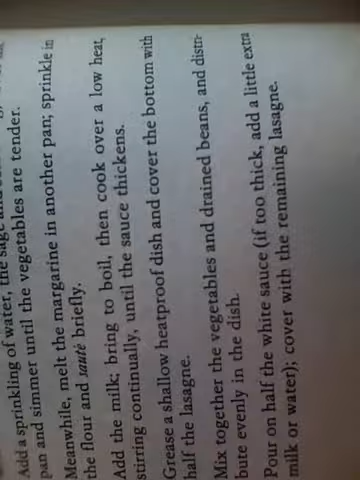 of water, the sage and
Add a sprinkling of water, the sage
pan and simmer until the vegetables are tender.
Meanwhile, melt the margarine in another pan; sprinkle in
the flour and sauté briefly.
Add the milk; bring to boil, then cook over a low heat,
stirring continually, until the sauce thickens.
Grease a shallow heatproof dish and cover the bottom with
half the lasagne.
Mix together the vegetables and drained beans, and distri-
bute evenly in the dish.
Pour on half the white sauce (if too thick, add a little extra
milk or water); cover with the remaining lasagne.